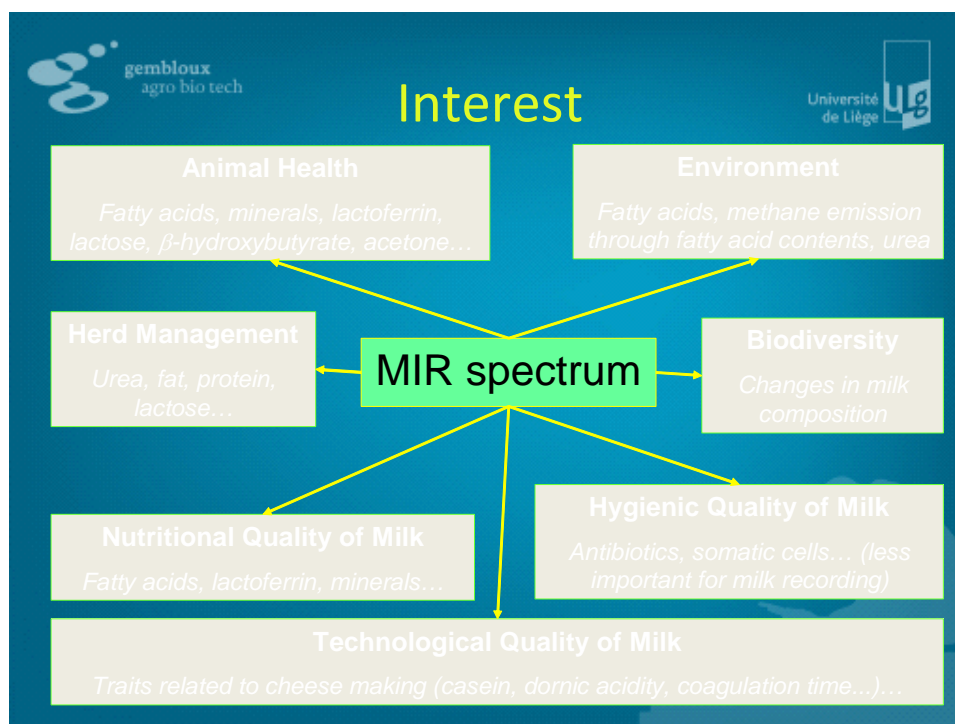 gembloux
agro bio tech
Interest
Université
de Liège
Animal Health
Fatty acids, minerals, lactoferrin,
lactose, β-hydroxybutyrate, acetone…
Environment
Fatty acids, methane emission
through fatty acid contents, urea
Herd Management
Urea, fat, protein,
lactose…
MIR spectrum
Biodiversity
Changes in milk
composition
Nutritional Quality of Milk
Fatty acids, lactoferrin, minerals…
Hygienic Quality of Milk
Antibiotics, somatic cells… (less
important for milk recording)
Technological Quality of Milk
Traits related to cheese making (casein, dornic acidity, coagulation time...)…